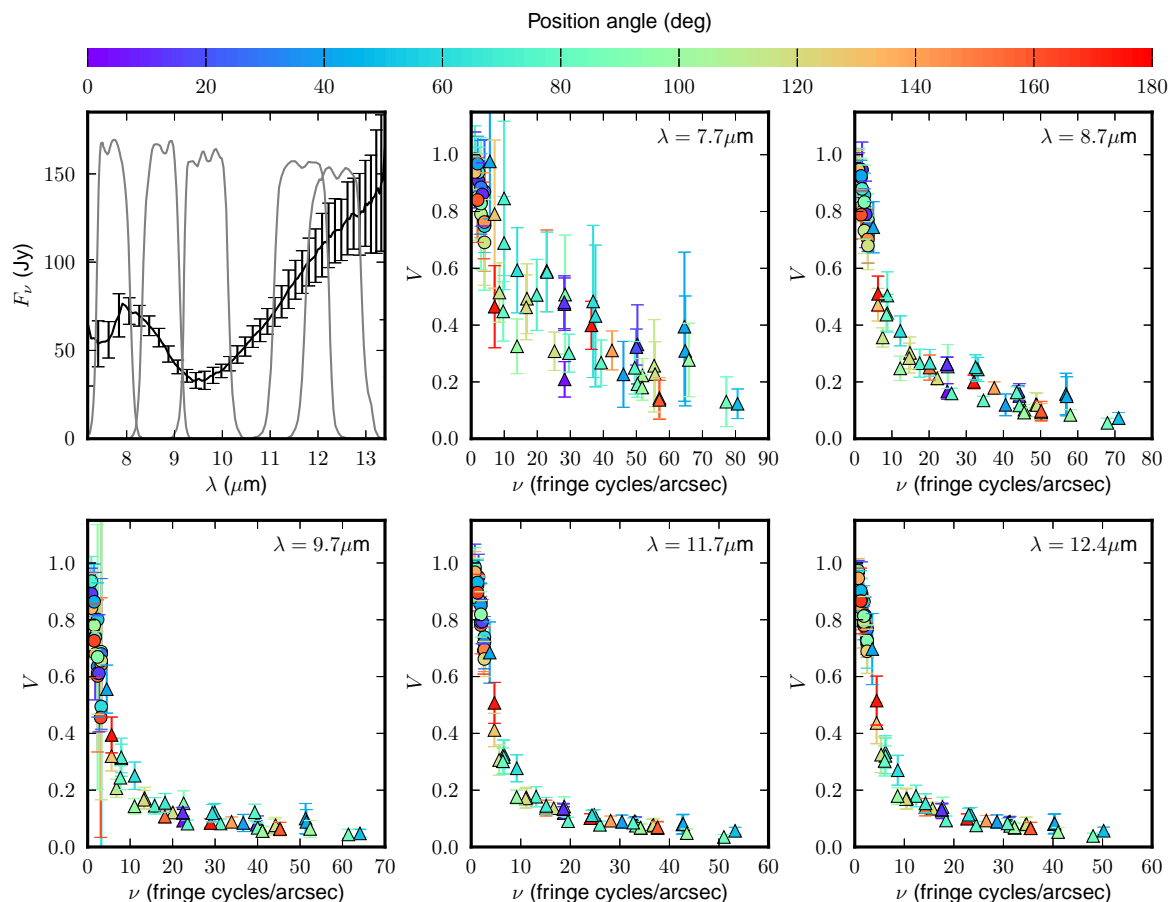 Position angle (deg)
0 20 40 60 80 100 120 140 160 180
λ = 7.7μm
λ = 8.7μm
150
100
50
0
F_ν (Jy)
8 9 10 11 12 13
λ (μm)
1.0
0.8
0.6
0.4
0.2
0.0
V
0 10 20 30 40 50 60 70 80 90
ν (fringe cycles/arcsec)
1.0
0.8
0.6
0.4
0.2
0.0
V
0 10 20 30 40 50 60 70 80
ν (fringe cycles/arcsec)
λ = 9.7μm
1.0
0.8
0.6
0.4
0.2
0.0
V
0 10 20 30 40 50 60 70
ν (fringe cycles/arcsec)
λ = 11.7μm
1.0
0.8
0.6
0.4
0.2
0.0
V
0 10 20 30 40 50 60
ν (fringe cycles/arcsec)
λ = 12.4μm
1.0
0.8
0.6
0.4
0.2
0.0
V
0 10 20 30 40 50 60
ν (fringe cycles/arcsec)